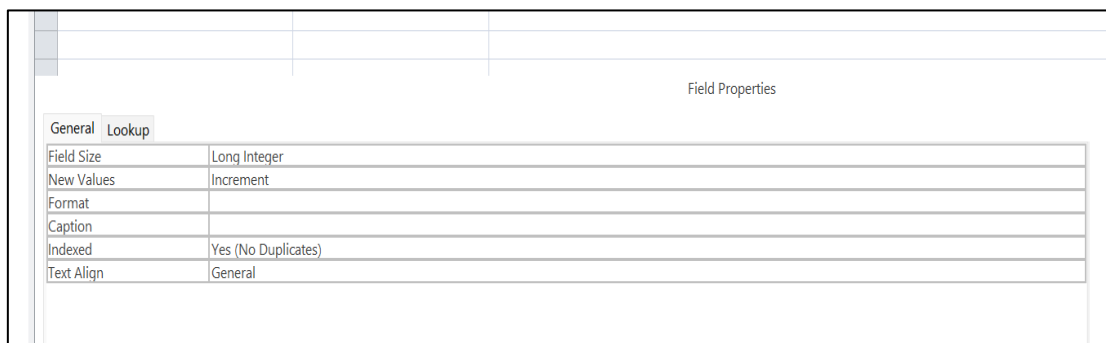 Field Properties
General Lookup
Field Size Long Integer
New Values Increment
Format
Caption
Indexed Yes (No Duplicates)
Text Align General